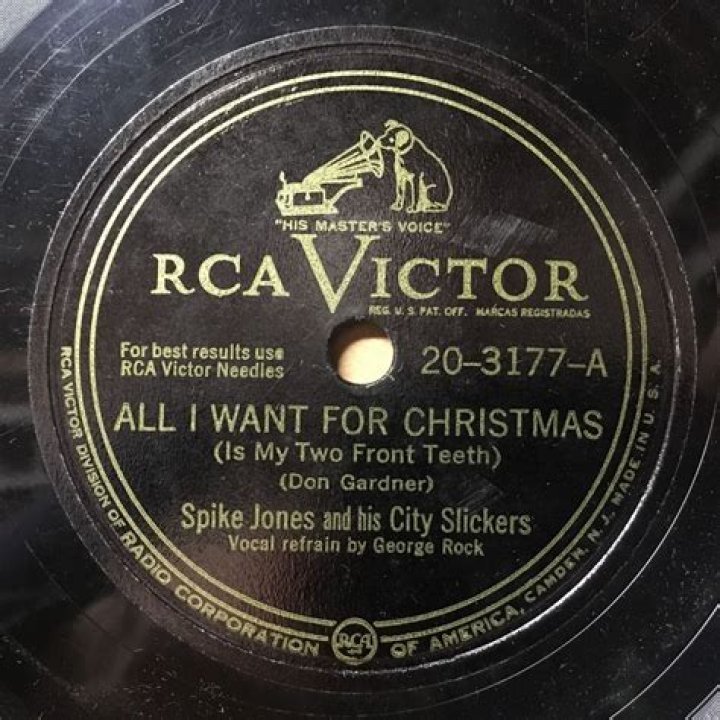 "HIS MASTER'S VOICE"
RCA VICTOR
REG. U. S. PAT. OFF. MARCAS REGISTRADAS
For best results use
RCA Victor Needles
20-3177-A
ALL I WANT FOR CHRISTMAS
(Is My Two Front Teeth)
(Don Gardner)
Spike Jones and his City Slickers
Vocal refrain by George Rock
RCA VICTOR DIVISION OF RADIO CORPORATION OF AMERICA, CAMDEN, N. J., MADE IN U. S. A.
RCA